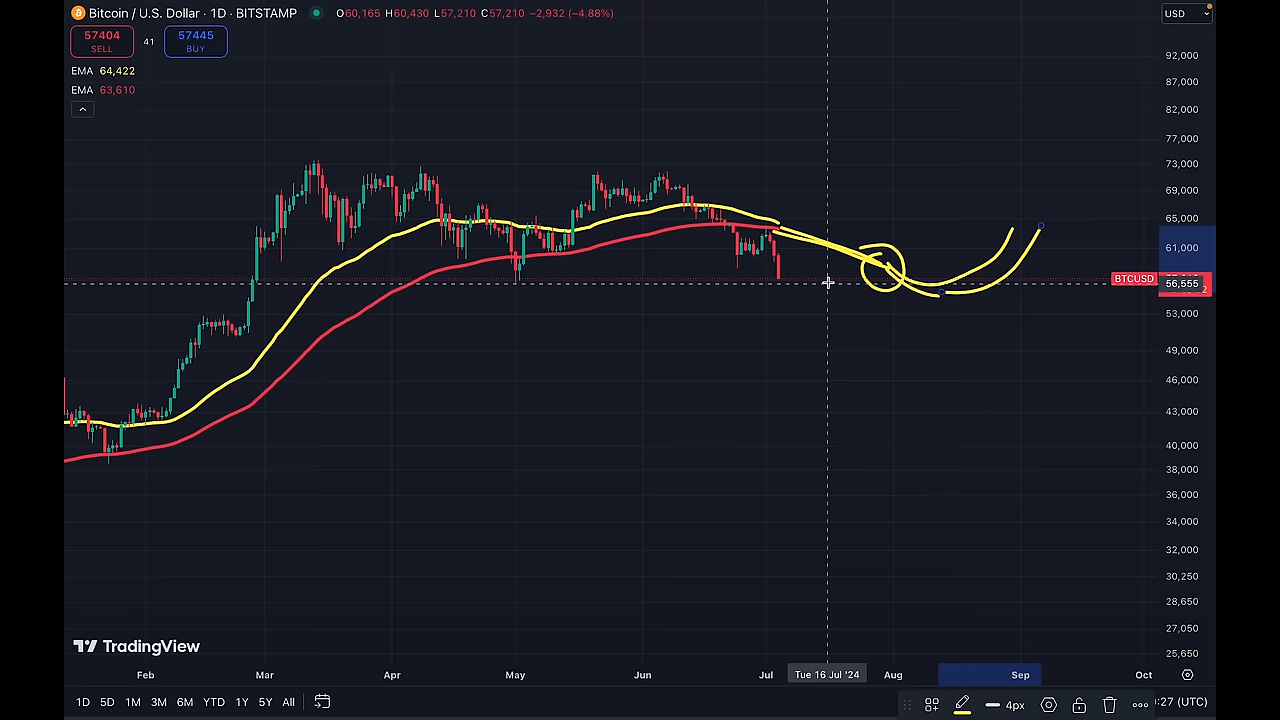 Bitcoin / U.S. Dollar · 1D · BITSTAMP O60,165 H60,430 L57,210 C57,210 −2,932 (−4.88%)
USD
57404 41 57445
SELL BUY
EMA 64,422
EMA 63,610
92,000
87,000
82,000
77,000
73,000
69,000
65,000
61,000
BTCUSD
56,555
53,000
49,000
46,000
43,000
40,000
38,000
36,000
34,000
32,000
30,250
28,650
27,050
25,650
TradingView
Feb Mar Apr May Jun Jul Tue 16 Jul '24 Aug Sep Oct
1D 5D 1M 3M 6M YTD 1Y 5Y All 4px :27 (UTC)